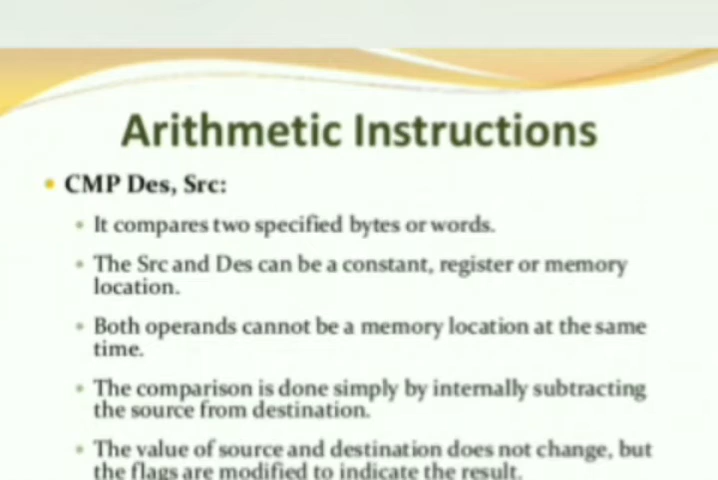 Arithmetic Instructions
• CMP Des, Src:
• It compares two specified bytes or words.
• The Src and Des can be a constant, register or memory
location.
• Both operands cannot be a memory location at the same
time.
• The comparison is done simply by internally subtracting
the source from destination.
• The value of source and destination does not change, but
the flags are modified to indicate the result.